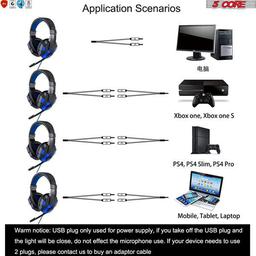 Application Scenarios
5 CORE
电脑
Xbox one, Xbox one S
PS4, PS4 Slim, PS4 Pro
Mobile, Tablet, Laptop
Warm notice: USB plug only used for power supply, if you take off the USB plug and
the light will be close, do not effect the microphone use. If your device needs to use
2 plugs, please contact us to buy an adaptor cable